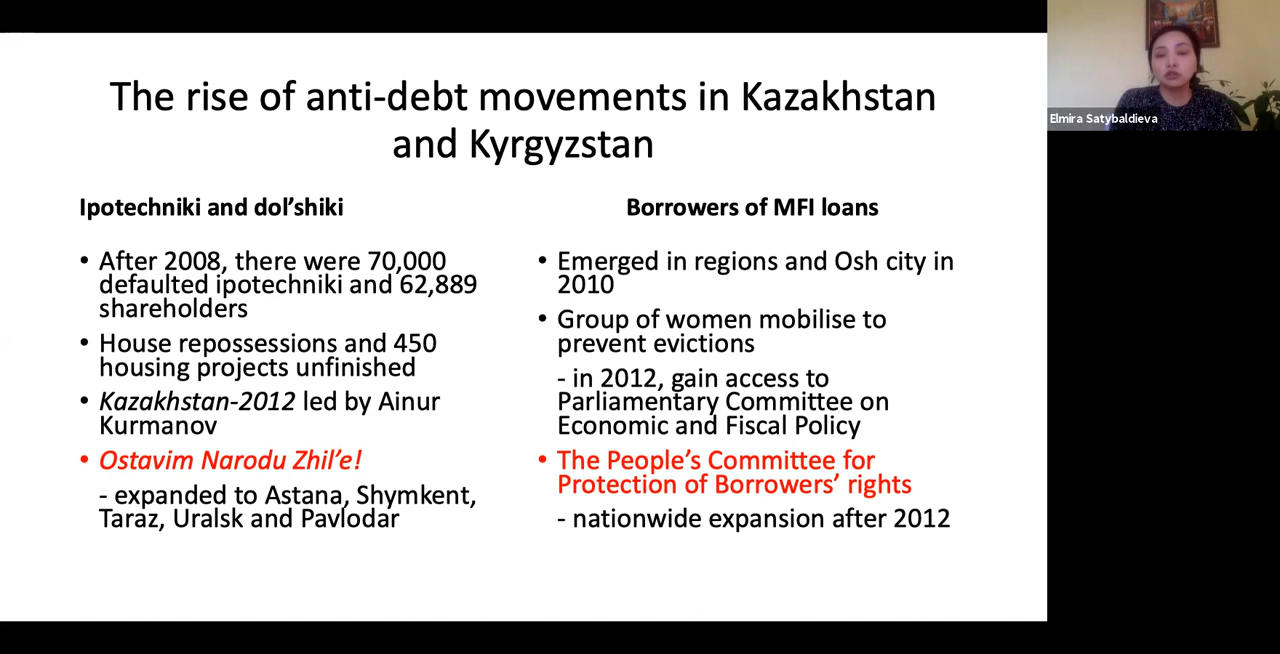 The rise of anti-debt movements in Kazakhstan
and Kyrgyzstan
Ipotechniki and dol’shiki
• After 2008, there were 70,000
defaulted ipotechniki and 62,889
shareholders
• House repossessions and 450
housing projects unfinished
• Kazakhstan-2012 led by Ainur
Kurmanov
• Ostavim Narodu Zhil’e!
- expanded to Astana, Shymkent,
Taraz, Uralsk and Pavlodar
Borrowers of MFI loans
• Emerged in regions and Osh city in
2010
• Group of women mobilise to
prevent evictions
- in 2012, gain access to
Parliamentary Committee on
Economic and Fiscal Policy
• The People’s Committee for
Protection of Borrowers’ rights
- nationwide expansion after 2012
Elmira Satybaldieva